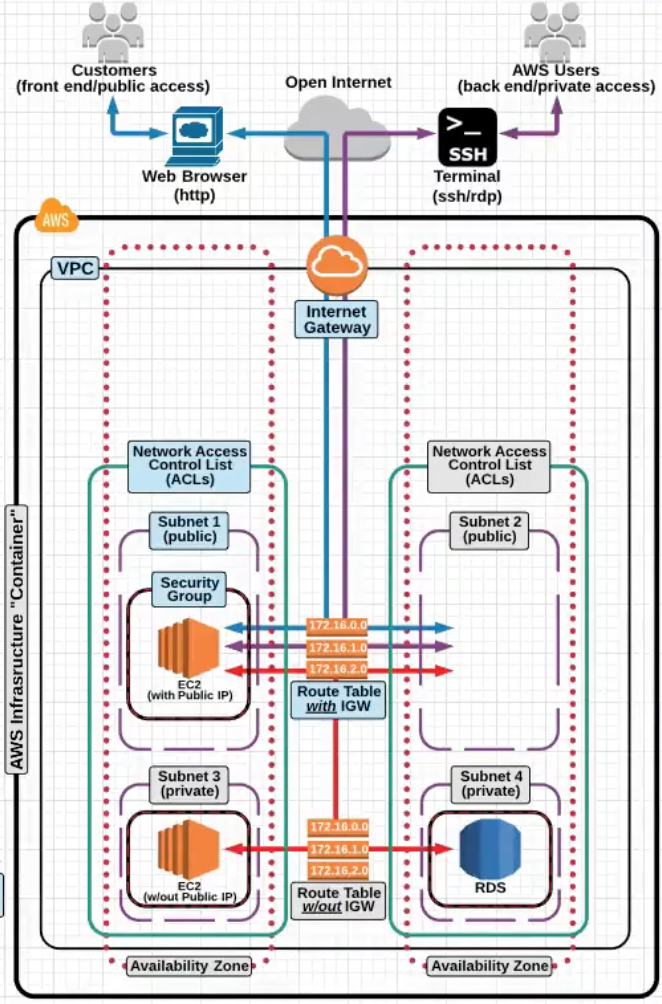 Customers
(front end/public access)
AWS Users
(back end/private access)
Open Internet
Web Browser
(http)
>_
SSH
Terminal
(ssh/rdp)
AWS
VPC
Internet
Gateway
Network Access
Control List
(ACLs)
Network Access
Control List
(ACLs)
Subnet 1
(public)
Subnet 2
(public)
Security
Group
EC2
(with Public IP)
172.16.0.0
172.16.1.0
172.16.2.0
Route Table
with IGW
AWS Infrasructure "Container"
Subnet 3
(private)
Subnet 4
(private)
EC2
(w/out Public IP)
172.16.0.0
172.16.1.0
172.16.2.0
Route Table
w/out IGW
RDS
Availability Zone
Availability Zone